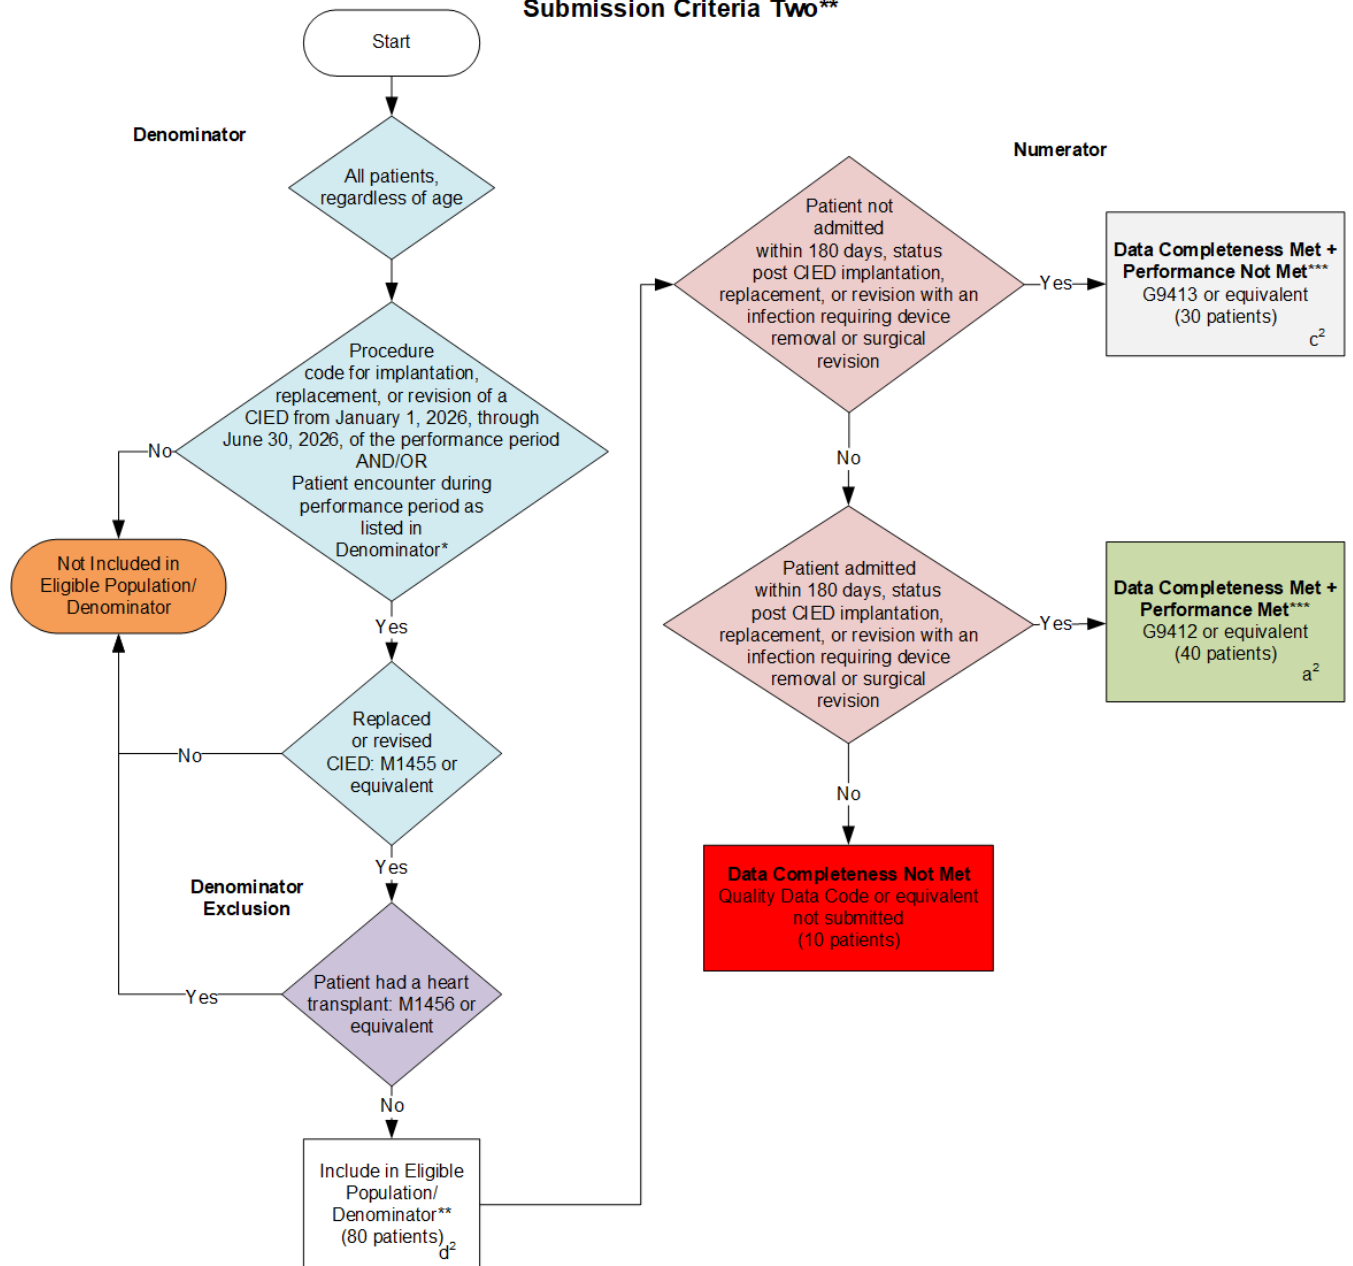 Submission Criteria Two**
Start
Denominator
All patients,
regardless of age
Procedure
code for implantation,
replacement, or revision of a
CIED from January 1, 2026, through
June 30, 2026, of the performance period
AND/OR
Patient encounter during
performance period as
listed in
Denominator*
No
Not Included in
Eligible Population/
Denominator
Yes
Replaced
or revised
CIED: M1455 or
equivalent
No
Yes
Denominator
Exclusion
Patient had a heart
transplant: M1456 or
equivalent
Yes
No
Include in Eligible
Population/
Denominator**
(80 patients)
d²
Numerator
Patient not
admitted
within 180 days, status
post CIED implantation,
replacement, or revision with an
infection requiring device
removal or surgical
revision
Yes
Data Completeness Met +
Performance Not Met***
G9413 or equivalent
(30 patients)
c²
No
Patient admitted
within 180 days, status
post CIED implantation,
replacement, or revision with an
infection requiring device
removal or surgical
revision
Yes
Data Completeness Met +
Performance Met***
G9412 or equivalent
(40 patients)
a²
No
Data Completeness Not Met
Quality Data Code or equivalent
not submitted
(10 patients)